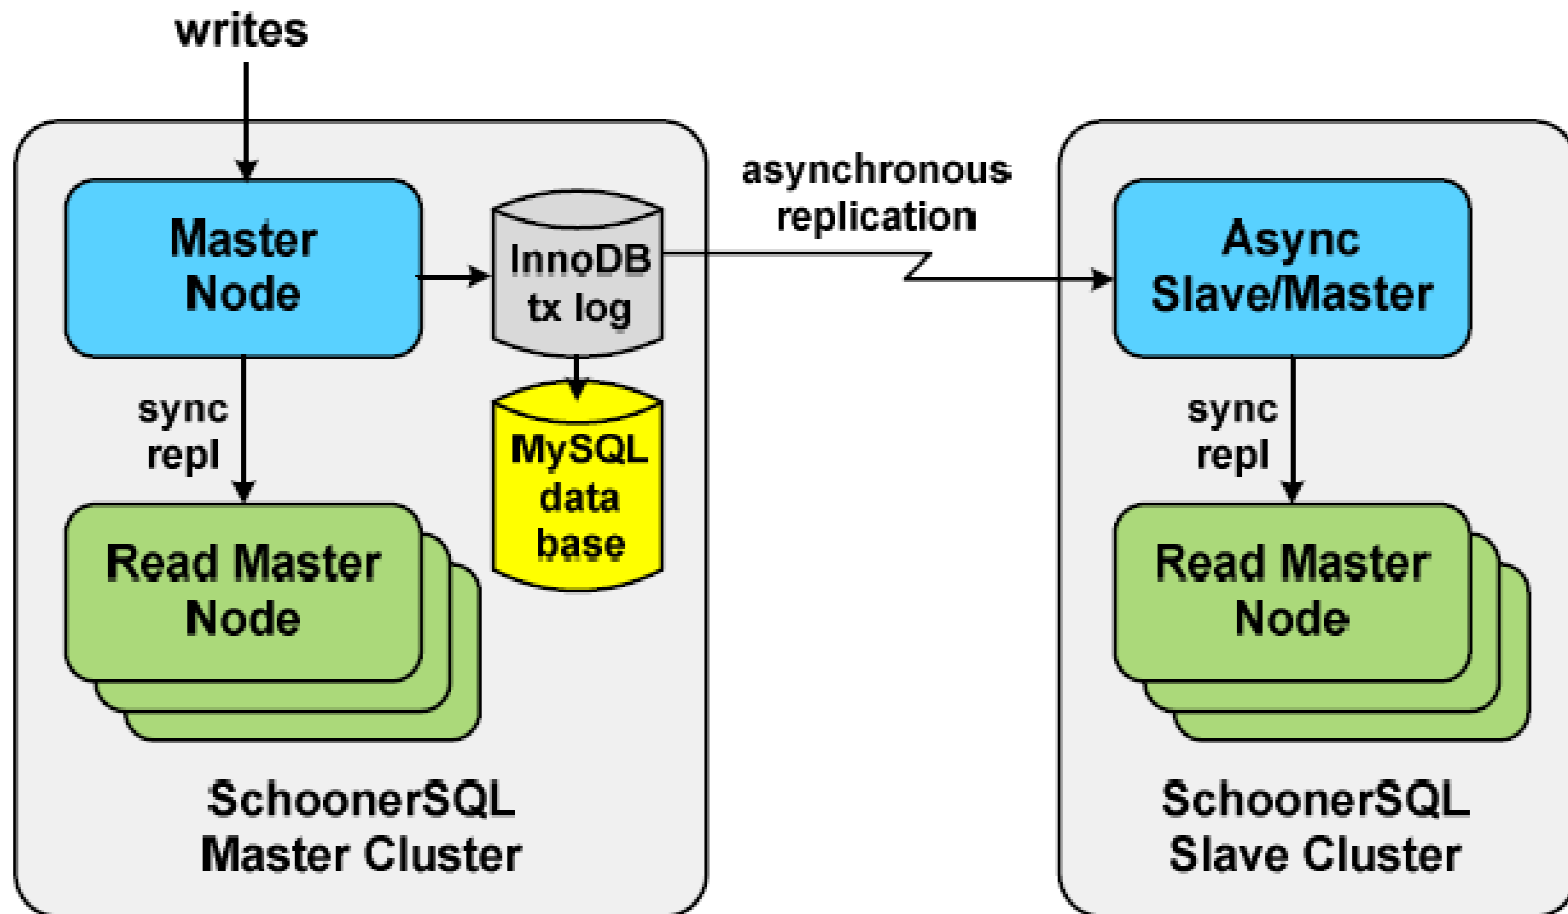 writes
Master
Node
InnoDB
tx log
asynchronous
replication
Async
Slave/Master
sync
repl
MySQL
data
base
sync
repl
Read Master
Node
Read Master
Node
SchoonerSQL
Master Cluster
SchoonerSQL
Slave Cluster